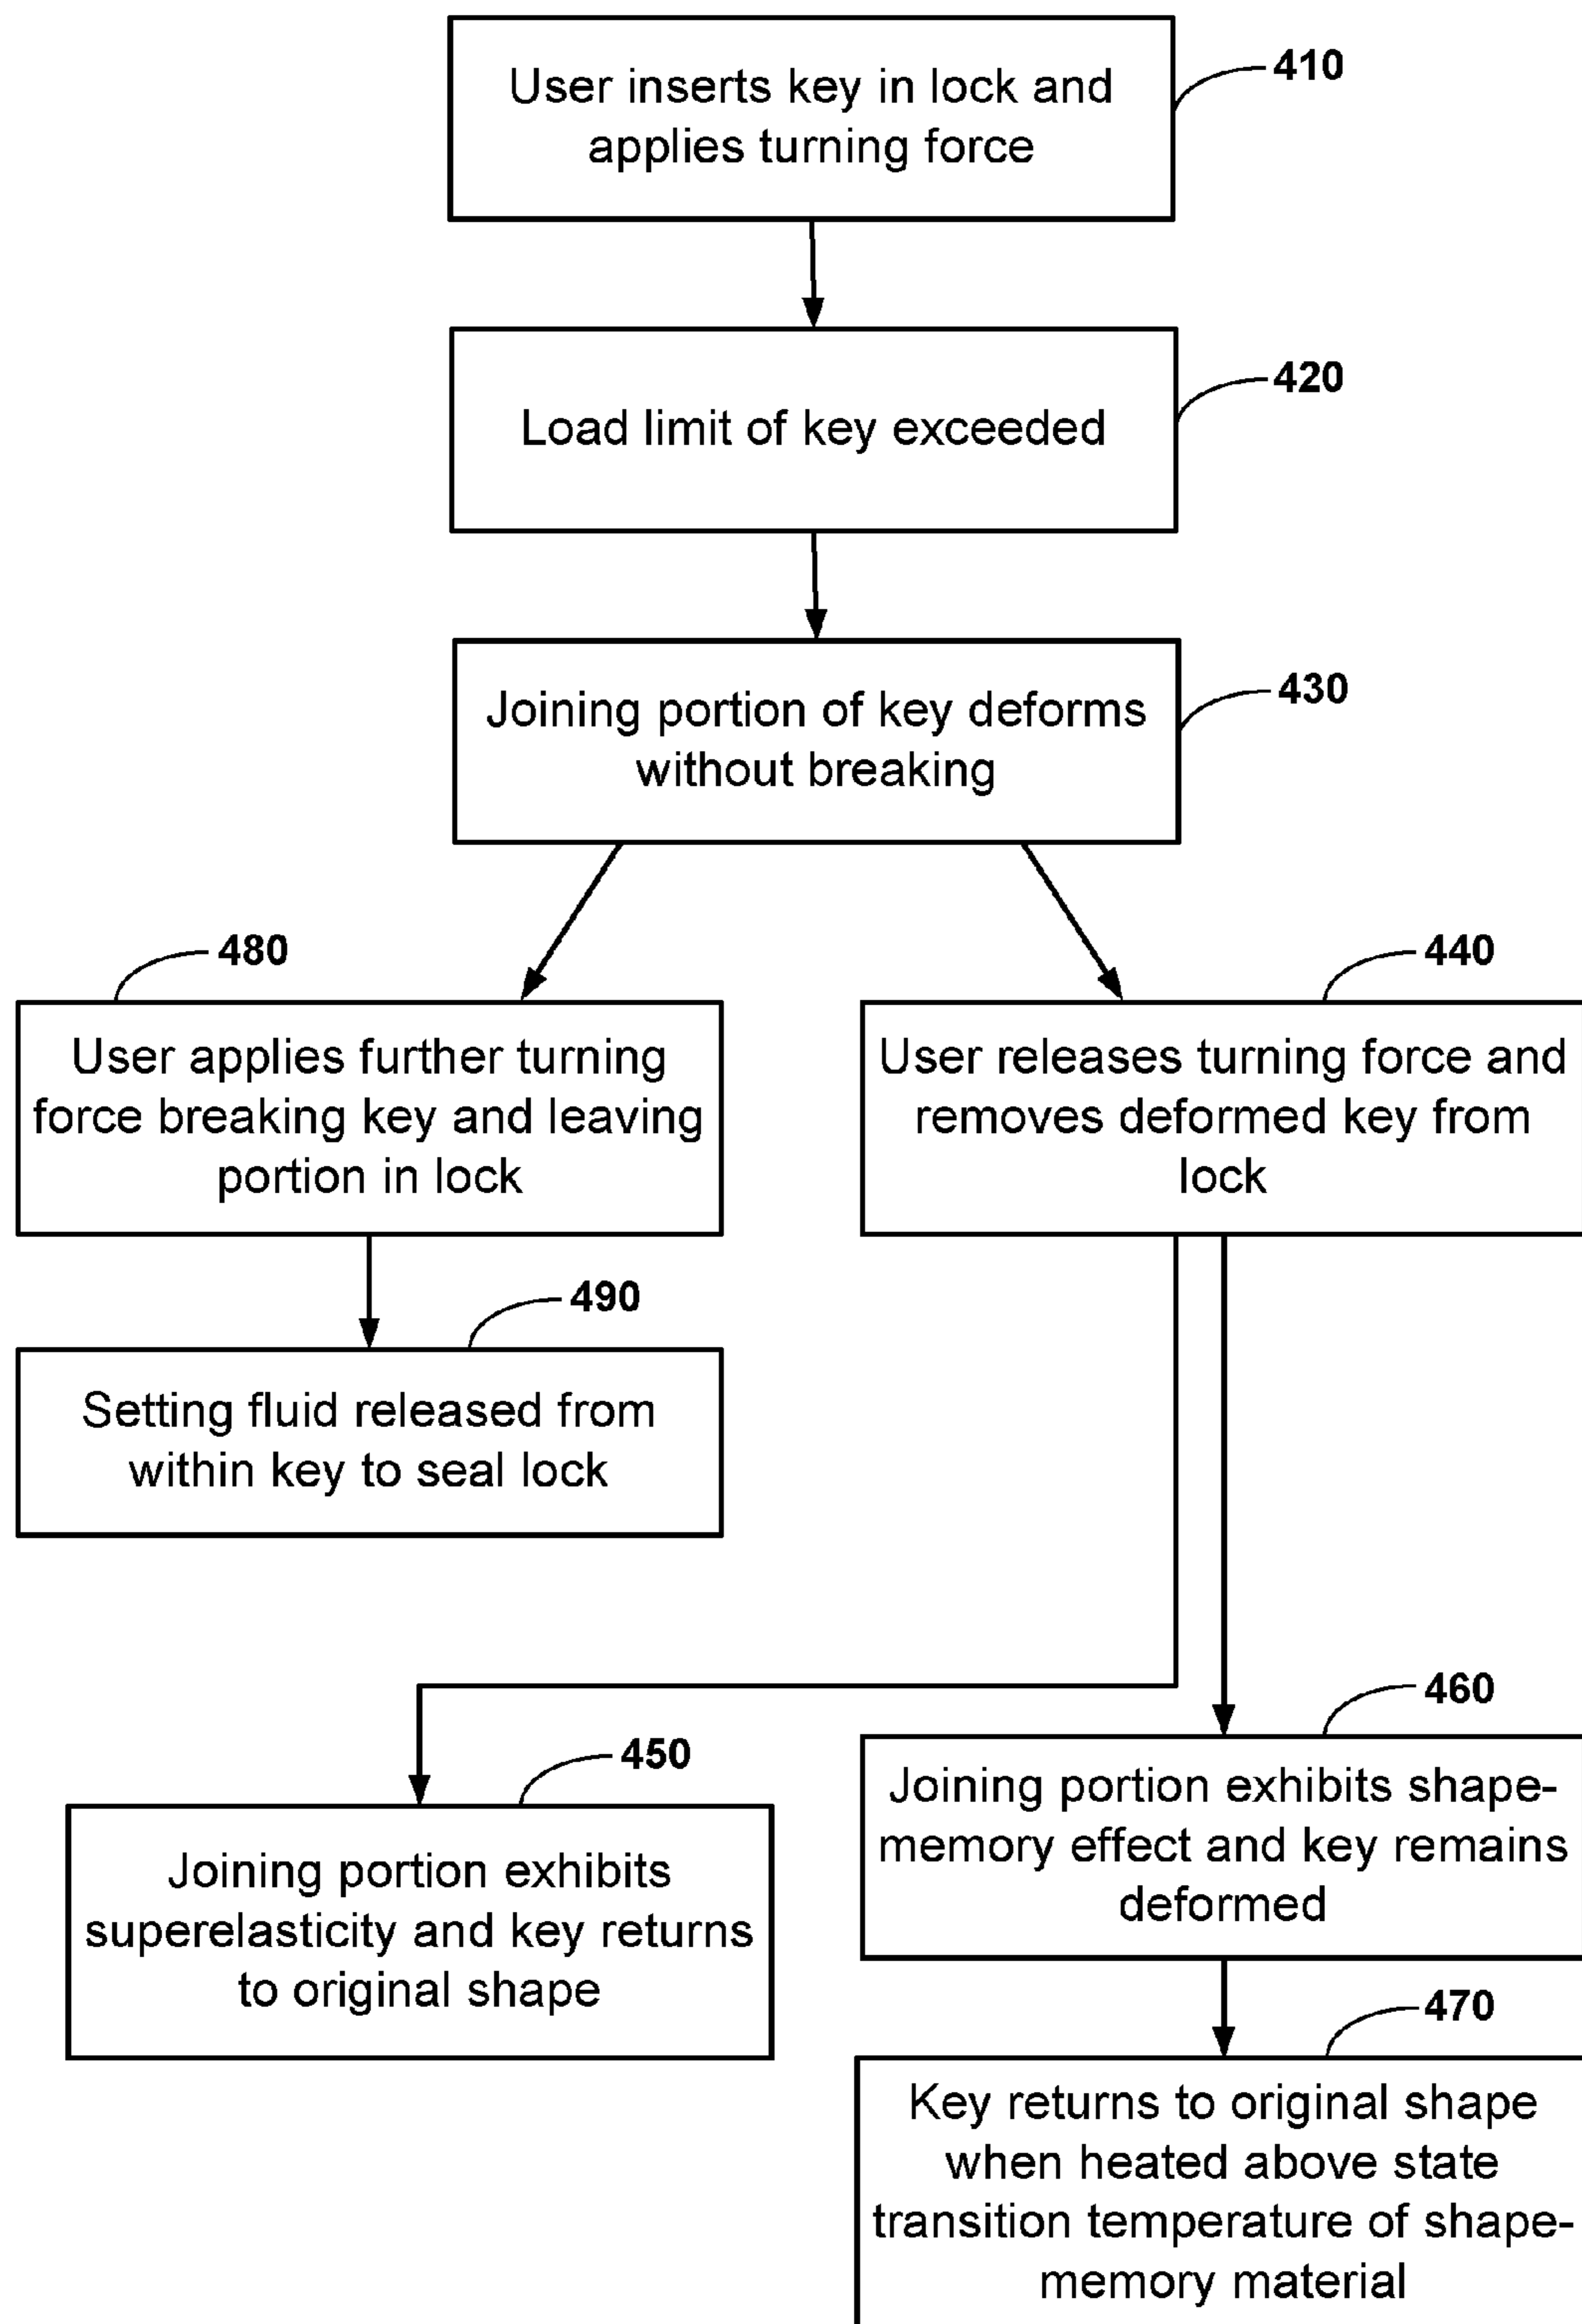 User inserts key in lock and
applies turning force
410
Load limit of key exceeded
420
Joining portion of key deforms
without breaking
430
480
User applies further turning
force breaking key and leaving
portion in lock
440
User releases turning force and
removes deformed key from
lock
490
Setting fluid released from
within key to seal lock
450
Joining portion exhibits
superelasticity and key returns
to original shape
460
Joining portion exhibits shape-
memory effect and key remains
deformed
470
Key returns to original shape
when heated above state
transition temperature of shape-
memory material